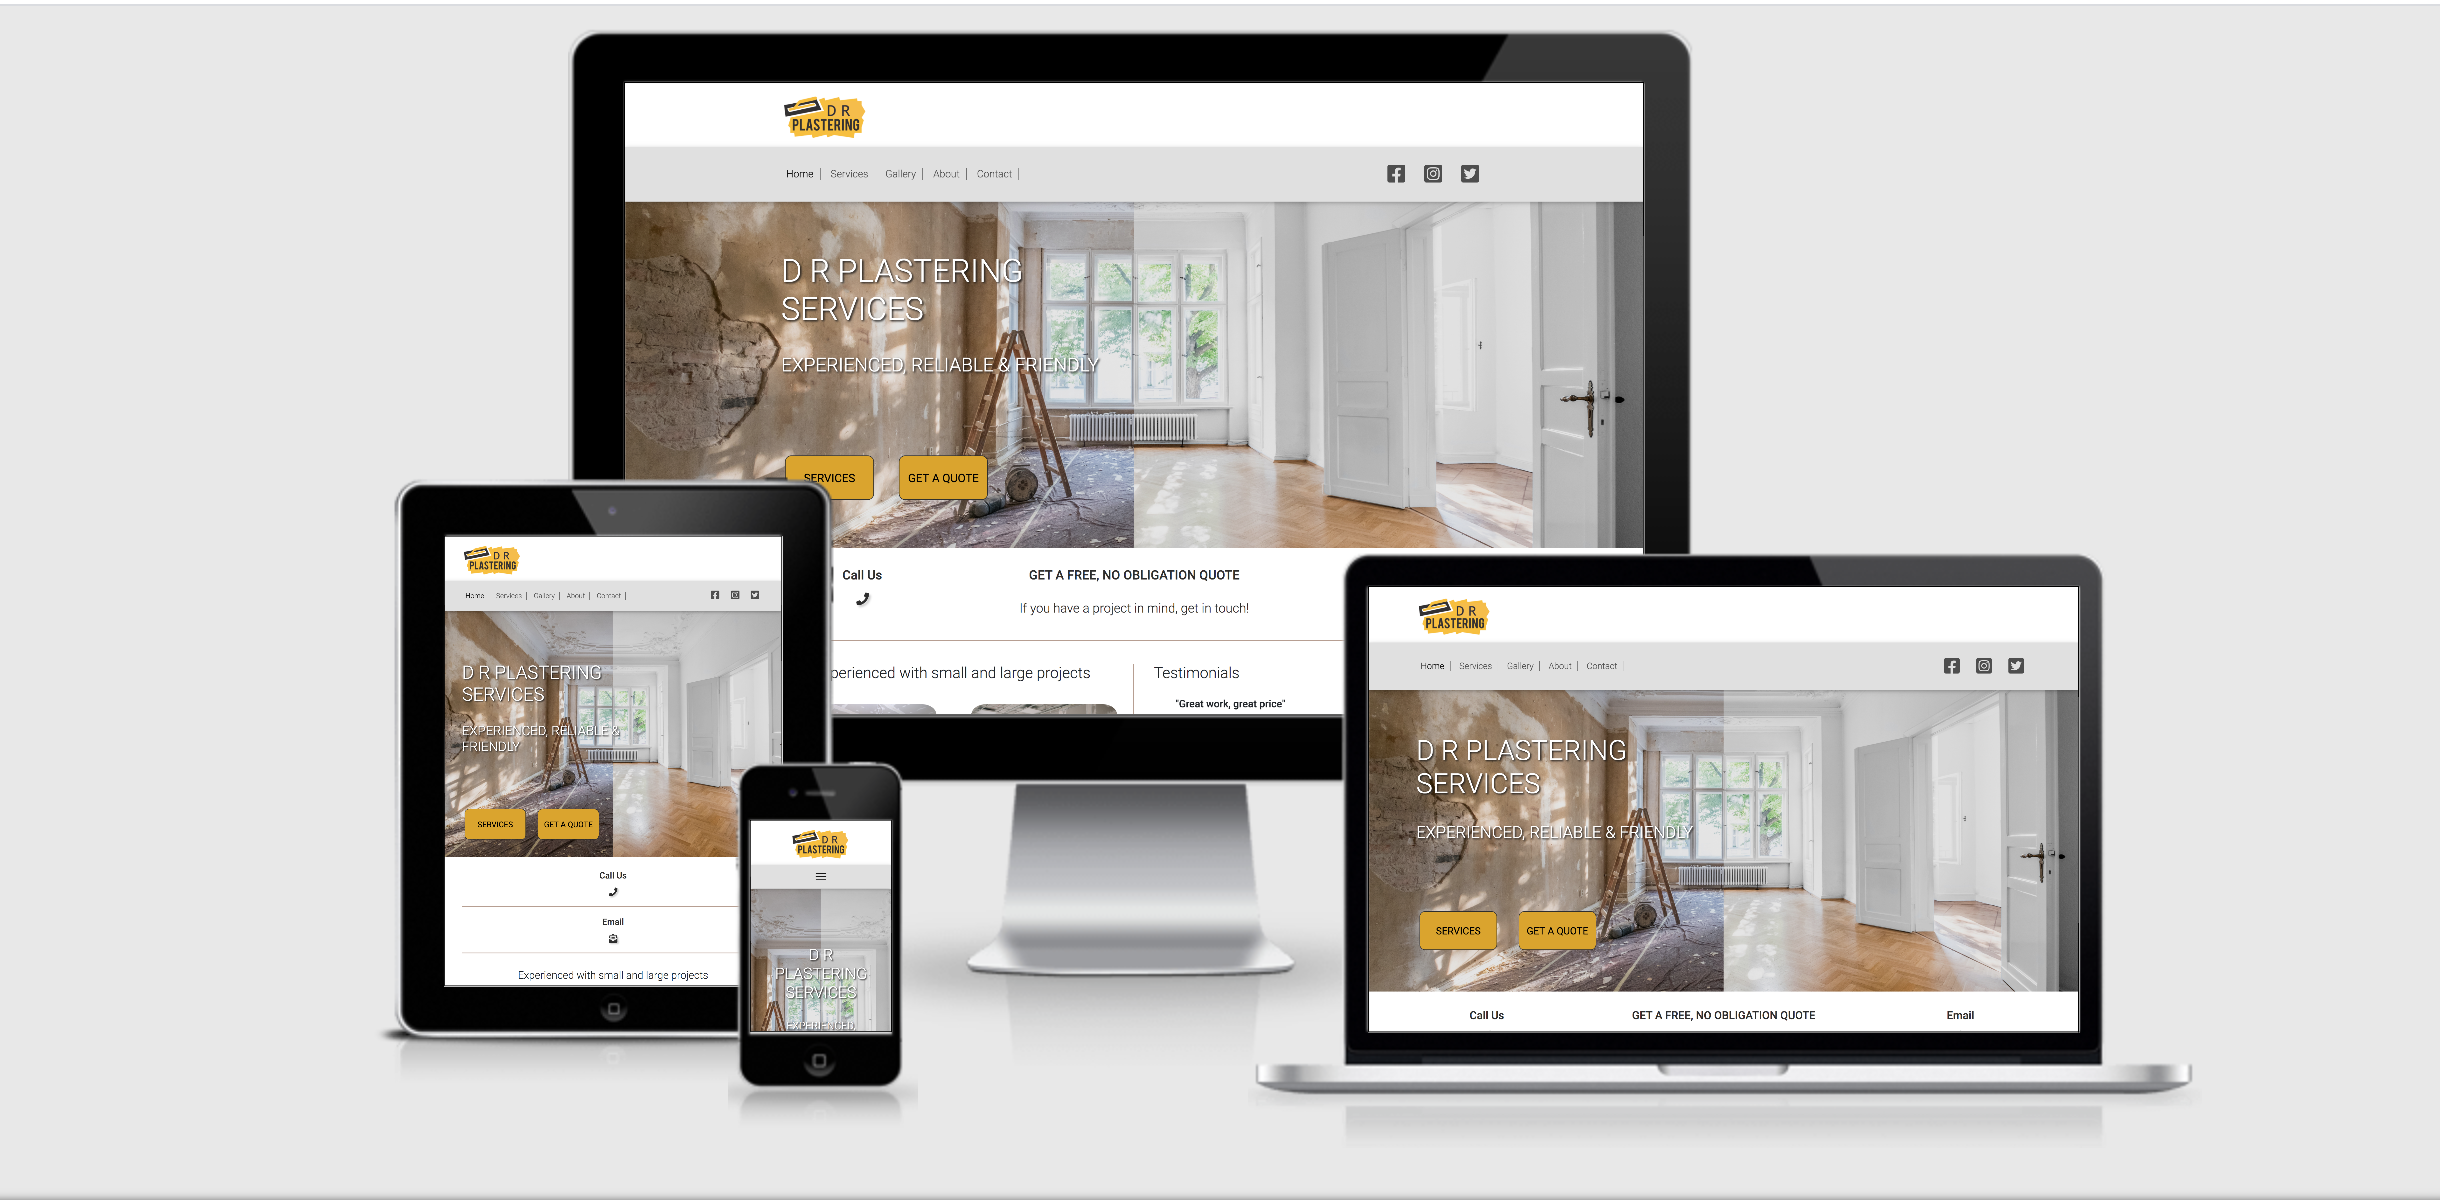 D R
PLASTERING
Home
Services
Gallery
About
Contact
D R PLASTERING
SERVICES
EXPERIENCED, RELIABLE & FRIENDLY
SERVICES
GET A QUOTE
Call Us
GET A FREE, NO OBLIGATION QUOTE
If you have a project in mind, get in touch!
perienced with small and large projects
Testimonials
"Great work, great price"
D R
PLASTERING
Home
Services
Gallery
About
Contact
D R PLASTERING
SERVICES
EXPERIENCED, RELIABLE &
FRIENDLY
SERVICES
GET A QUOTE
Call Us
Email
Experienced with small and large projects
D R
PLASTERING
D R
PLASTERING
SERVICES
EXPERIENCED,
D R
PLASTERING
Home
Services
Gallery
About
Contact
D R PLASTERING
SERVICES
EXPERIENCED, RELIABLE & FRIENDLY
SERVICES
GET A QUOTE
Call Us
GET A FREE, NO OBLIGATION QUOTE
Email